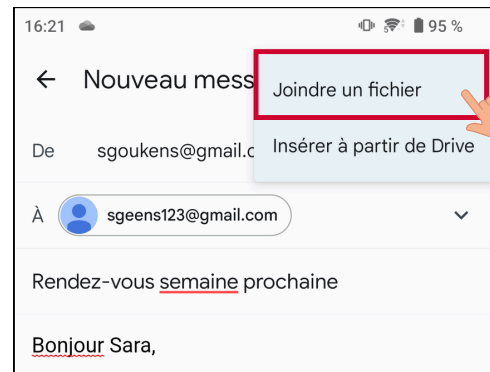 16:21 5 95 %
Nouveau mess
Joindre un fichier
De sgoukens@gmail.c
Insérer à partir de Drive
À sgeens123@gmail.com
Rendez-vous semaine prochaine
Bonjour Sara,